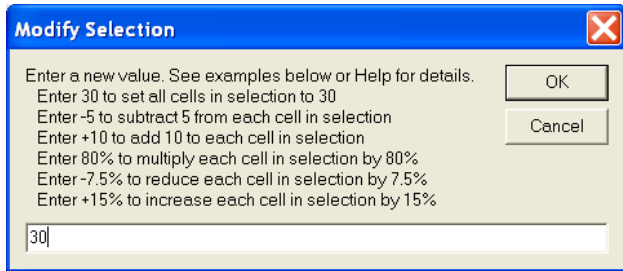 Modify Selection
Enter a new value. See examples below or Help for details.
OK
Enter 30 to set all cells in selection to 30
Enter -5 to subtract 5 from each cell in selection
Cancel
Enter +10 to add 10 to each cell in selection
Enter 80% to multiply each cell in selection by 80%
Enter -7.5% to reduce each cell in selection by 7.5%
Enter +15% to increase each cell in selection by 15%
30